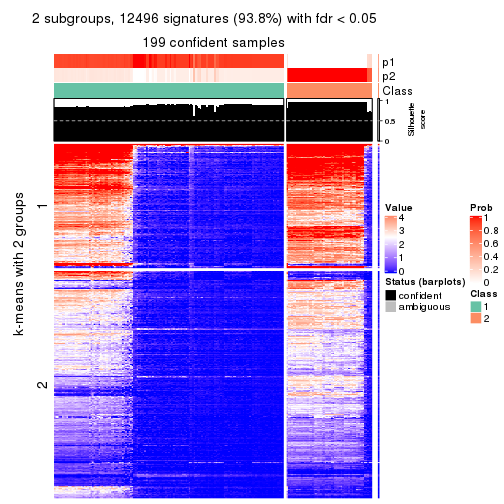 2 subgroups, 12496 signatures (93.8%) with fdr < 0.05
199 confident samples
p1
p2
Class
1
0.5
0
Silhouette
score
k-means with 2 groups
1
2
Value
4
3
2
1
0
Status (barplots)
confident
ambiguous
Prob
1
0.8
0.6
0.4
0.2
0
Class
1
2